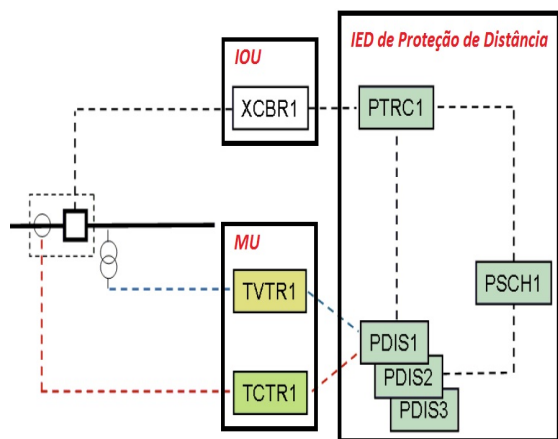 IOU
IED de Proteção de Distância
XCBR1
PTRC1
MU
TVTR1
PSCH1
PDIS1
PDIS2
TCTR1
PDIS3